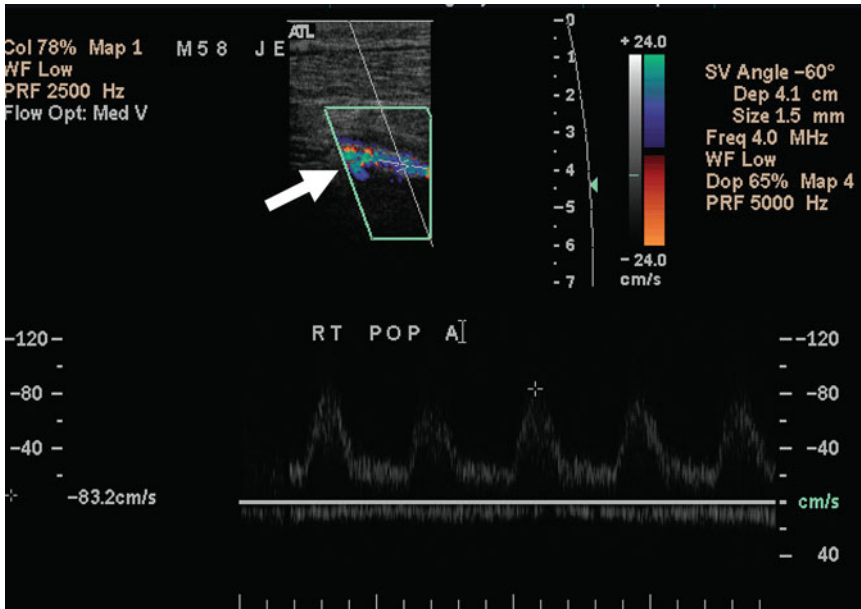 Col 78% Map 1
WF Low
PRF 2500 Hz
Flow Opt: Med V
M58 JE
ATL
0
- 1
- 2
- 3
- 4
- 5
- 6
- 7
+ 24.0
- 24.0
cm/s
SV Angle -60°
Dep 4.1 cm
Size 1.5 mm
Freq 4.0 MHz
WF Low
Dop 65% Map 4
PRF 5000 Hz
RT POP A
-120-
-80 -
-40 -
-83.2cm/s
- -120
- -80
- -40
cm/s
- 40